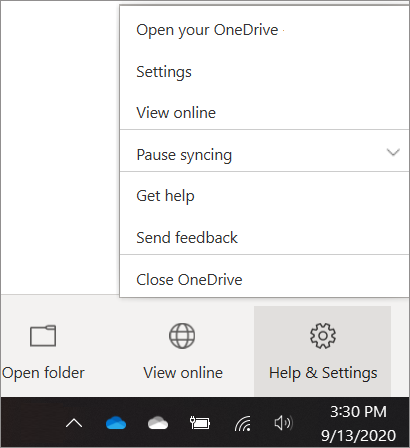 Open your OneDrive
Settings
View online
Pause syncing
Get help
Send feedback
Close OneDrive
Open folder
View online
Help & Settings
3:30 PM
9/13/2020